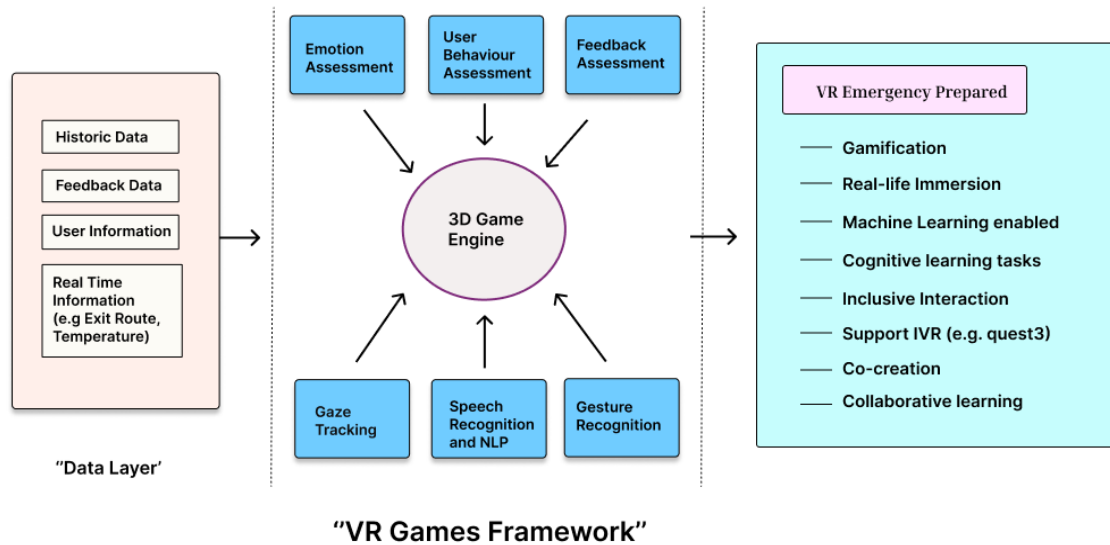 Historic Data
Feedback Data
User Information
Real Time
Information
(e.g Exit Route,
Temperature)
"Data Layer'
Emotion
Assessment
User
Behaviour
Assessment
Feedback
Assessment
3D Game
Engine
Gaze
Tracking
Speech
Recognition
and NLP
Gesture
Recognition
"VR Games Framework"
VR Emergency Prepared
Gamification
Real-life Immersion
Machine Learning enabled
Cognitive learning tasks
Inclusive Interaction
Support IVR (e.g. quest3)
Co-creation
Collaborative learning